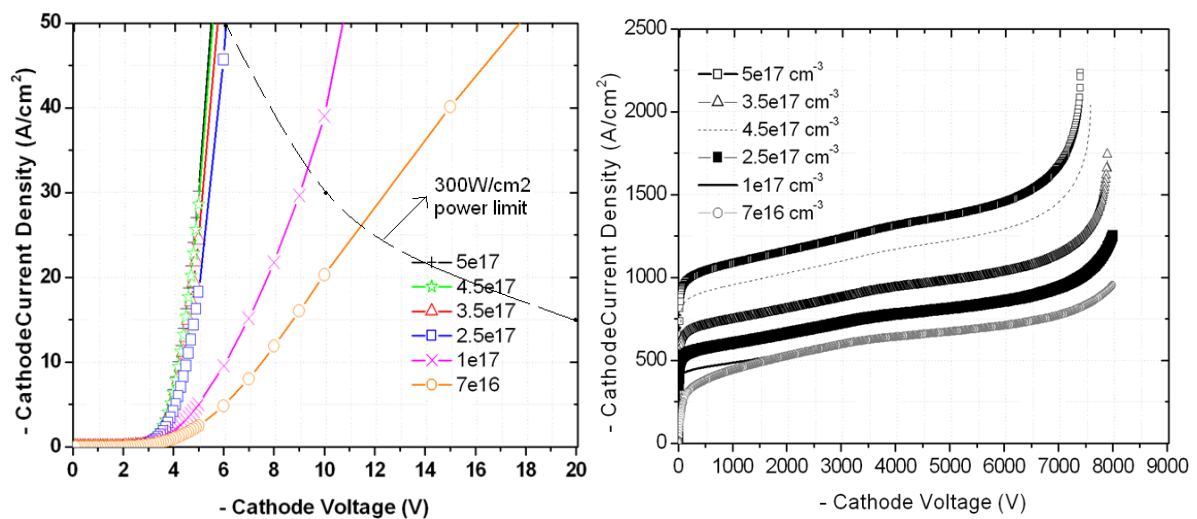 50
40
30
20
10
0
- CathodeCurrent Density (A/cm²)
300W/cm2
power limit
5e17
4.5e17
3.5e17
2.5e17
1e17
7e16
0 2 4 6 8 10 12 14 16 18 20
- Cathode Voltage (V)
2500
2000
1500
1000
500
0
- CathodeCurrent Density (A/cm²)
5e17 cm⁻³
3.5e17 cm⁻³
4.5e17 cm⁻³
2.5e17 cm⁻³
1e17 cm⁻³
7e16 cm⁻³
0 1000 2000 3000 4000 5000 6000 7000 8000 9000
- Cathode Voltage (V)